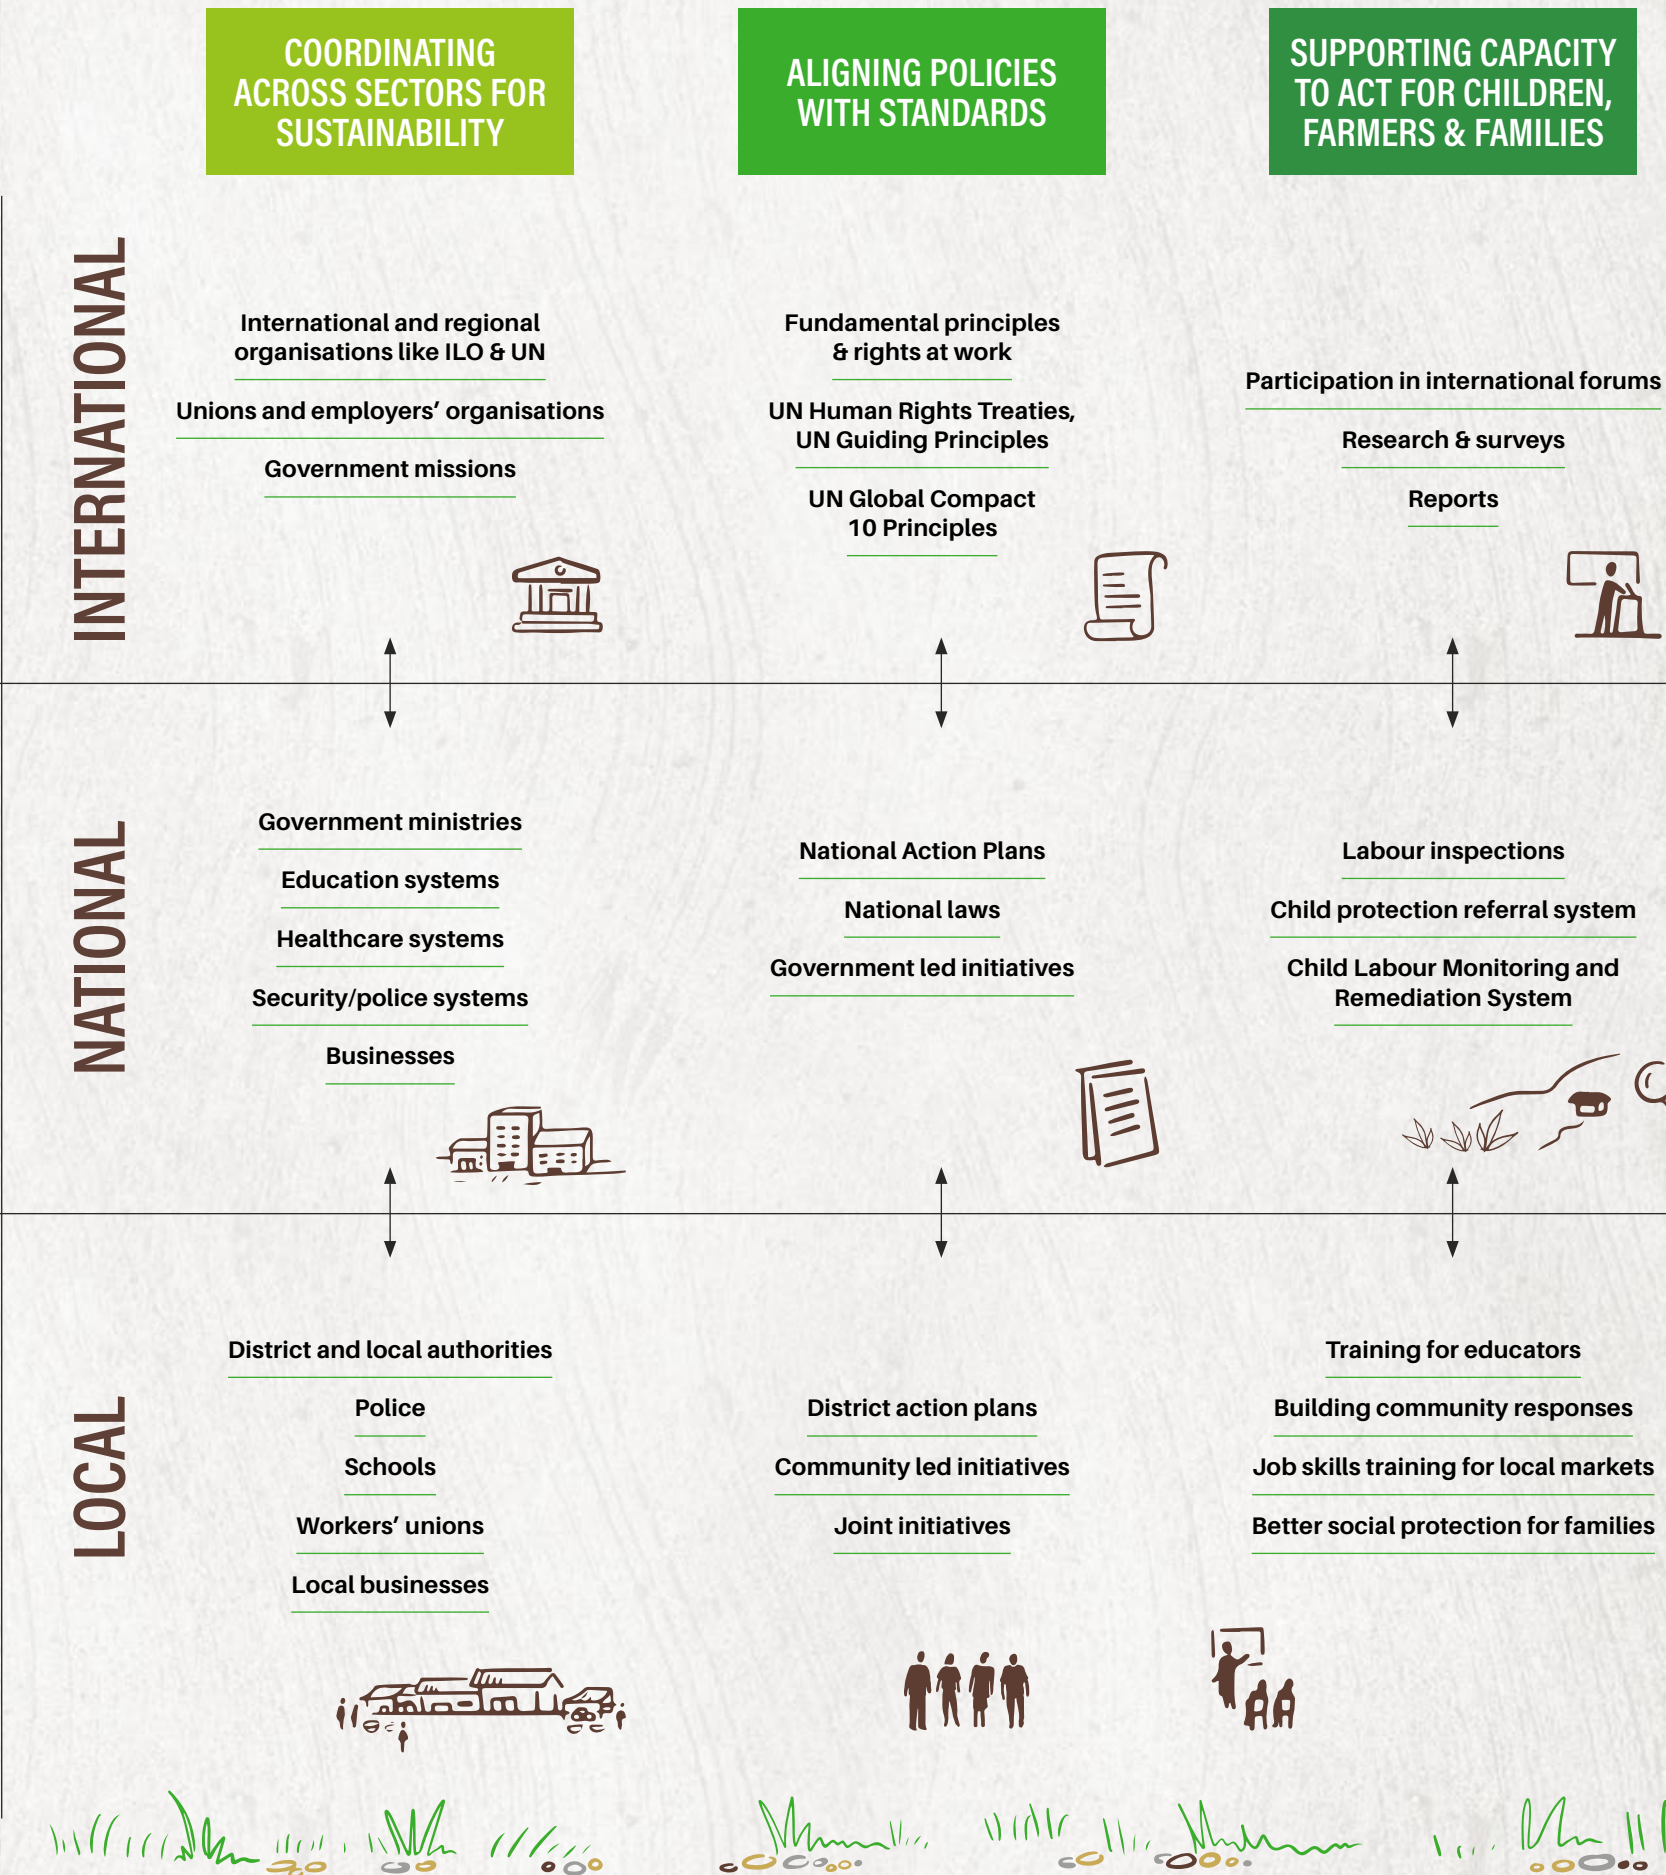 COORDINATING
ACROSS SECTORS FOR
SUSTAINABILITY
ALIGNING POLICIES
WITH STANDARDS
SUPPORTING CAPACITY
TO ACT FOR CHILDREN,
FARMERS & FAMILIES
INTERNATIONAL
International and regional
organisations like ILO & UN
Unions and employers’ organisations
Government missions
Fundamental principles
& rights at work
UN Human Rights Treaties,
UN Guiding Principles
UN Global Compact
10 Principles
Participation in international forums
Research & surveys
Reports
NATIONAL
Government ministries
Education systems
Healthcare systems
Security/police systems
Businesses
National Action Plans
National laws
Government led initiatives
Labour inspections
Child protection referral system
Child Labour Monitoring and
Remediation System
LOCAL
District and local authorities
Police
Schools
Workers’ unions
Local businesses
District action plans
Community led initiatives
Joint initiatives
Training for educators
Building community responses
Job skills training for local markets
Better social protection for families